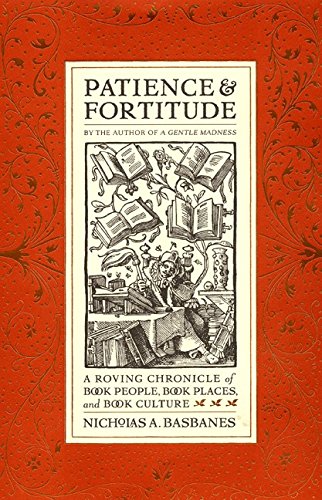 PATIENCE &
FORTITUDE
BY THE AUTHOR OF A GENTLE MADNESS
A ROVING CHRONICLE of
BOOK PEOPLE, BOOK PLACES,
and BOOK CULTURE
NICHOLAS A. BASBANES